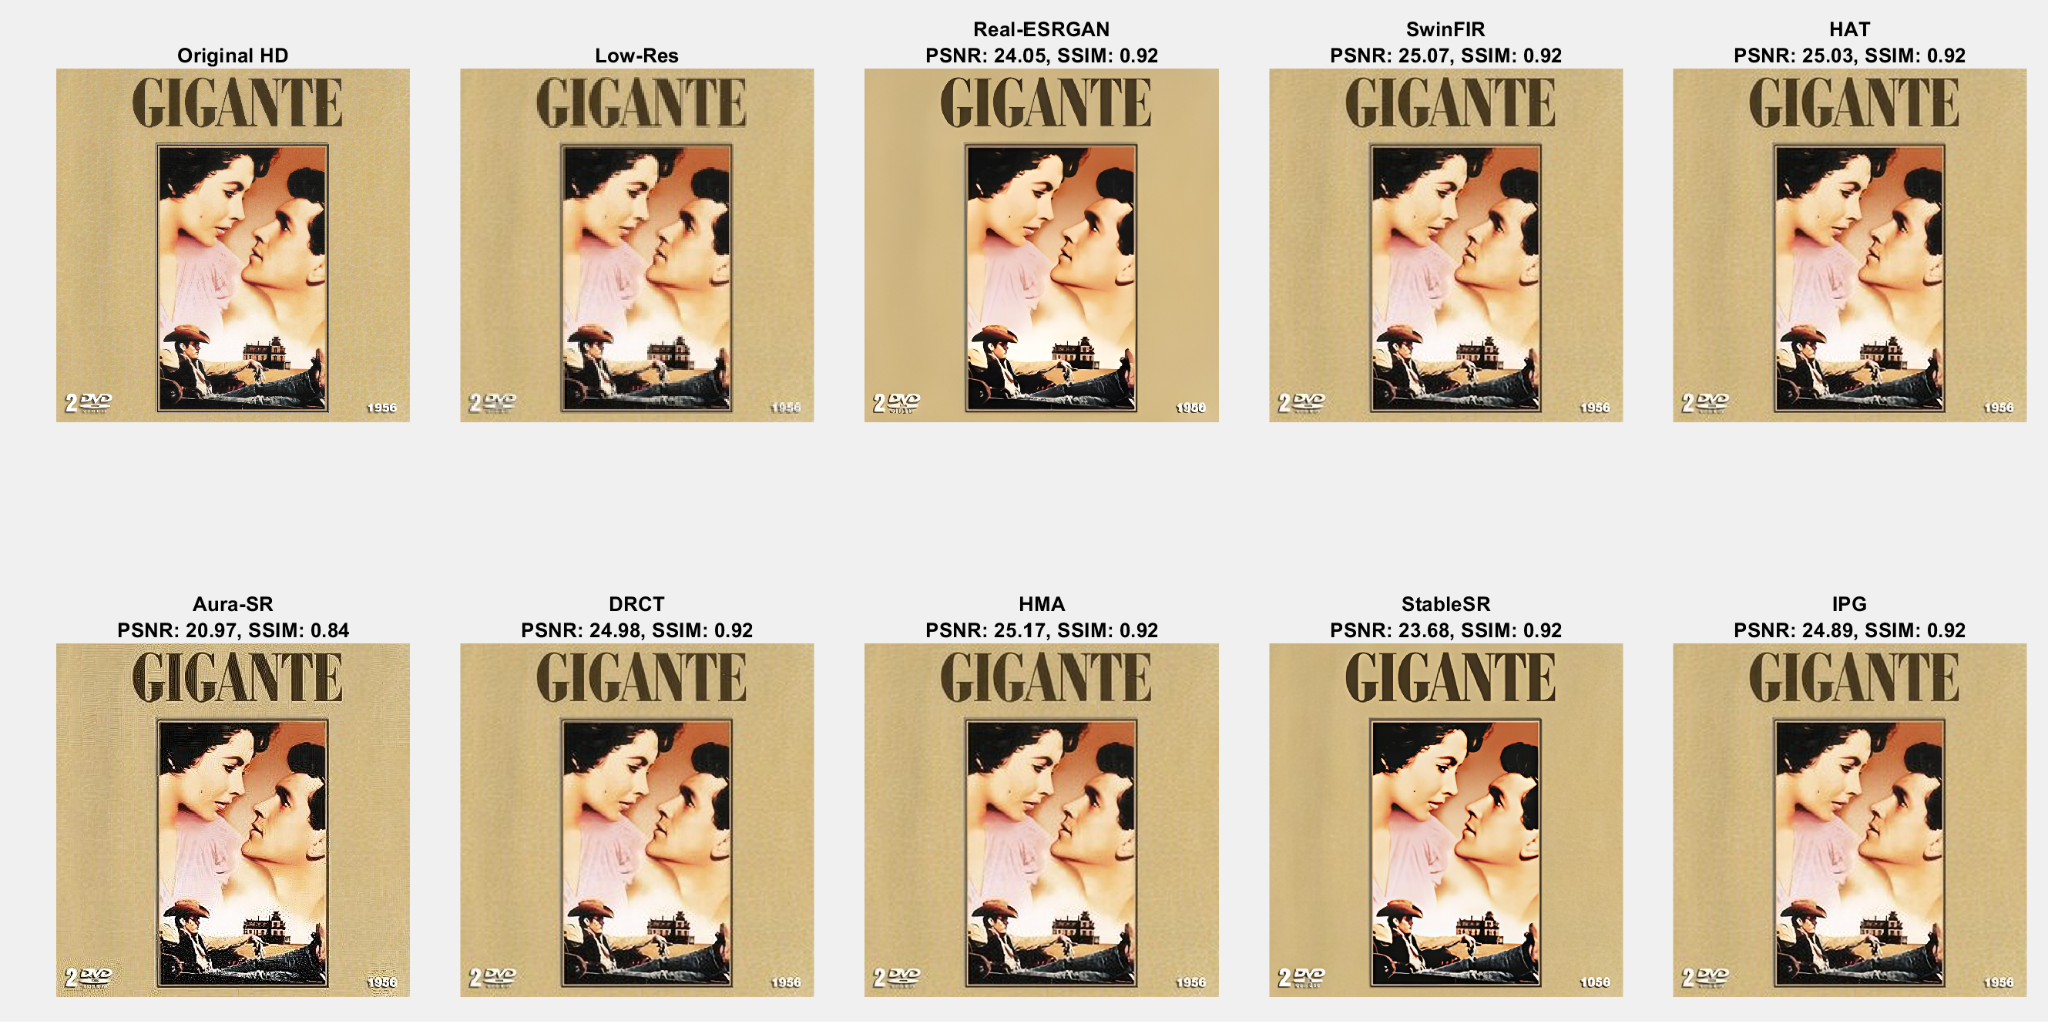 Original HD
GIGANTE
2 DVD
1956
Low-Res
GIGANTE
2 DVD
1956
Real-ESRGAN
PSNR: 24.05, SSIM: 0.92
GIGANTE
2 DVD
1956
SwinFIR
PSNR: 25.07, SSIM: 0.92
GIGANTE
2 DVD
1956
HAT
PSNR: 25.03, SSIM: 0.92
GIGANTE
2 DVD
1956
Aura-SR
PSNR: 20.97, SSIM: 0.84
GIGANTE
2 DVD
1956
DRCT
PSNR: 24.98, SSIM: 0.92
GIGANTE
2 DVD
1956
HMA
PSNR: 25.17, SSIM: 0.92
GIGANTE
2 DVD
1956
StableSR
PSNR: 23.68, SSIM: 0.92
GIGANTE
2 DVD
1056
IPG
PSNR: 24.89, SSIM: 0.92
GIGANTE
2 DVD
1956